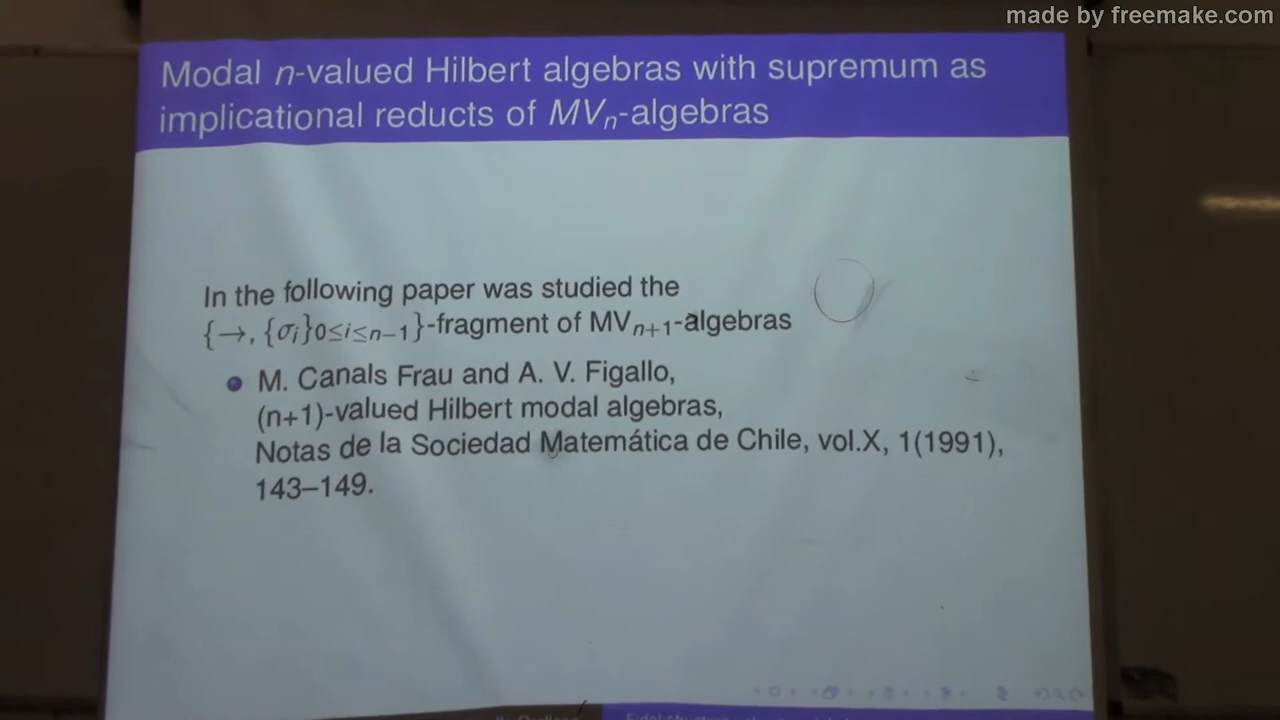 made by freemake.com
Modal n-valued Hilbert algebras with supremum as
implicational reducts of MVₙ-algebras
In the following paper was studied the
{→, {σᵢ}0≤i≤n−1}-fragment of MVₙ₊₁-algebras
M. Canals Frau and A. V. Figallo,
(n+1)-valued Hilbert modal algebras,
Notas de la Sociedad Matemática de Chile, vol.X, 1(1991),
143–149.